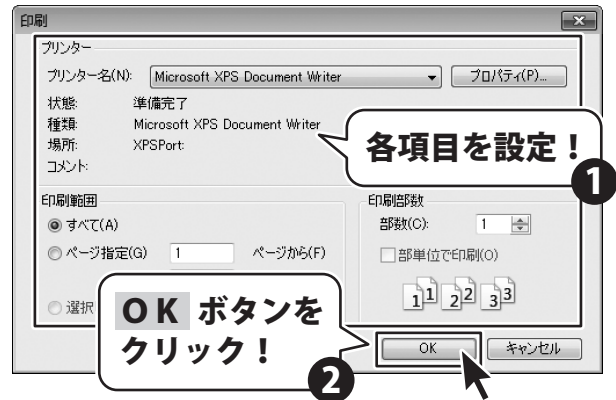 印刷
プリンター
プリンター名(N): Microsoft XPS Document Writer プロパティ(P)...
状態: 準備完了
種類: Microsoft XPS Document Writer
場所: XPSPort:
コメント:
各項目を設定!
1
印刷範囲
すべて(A)
ページ指定(G) 1 ページから(F)
選択
印刷部数
部数(C): 1
部単位で印刷(O)
1 1 2 2 3 3
OK ボタンを
クリック!
2
OK キャンセル